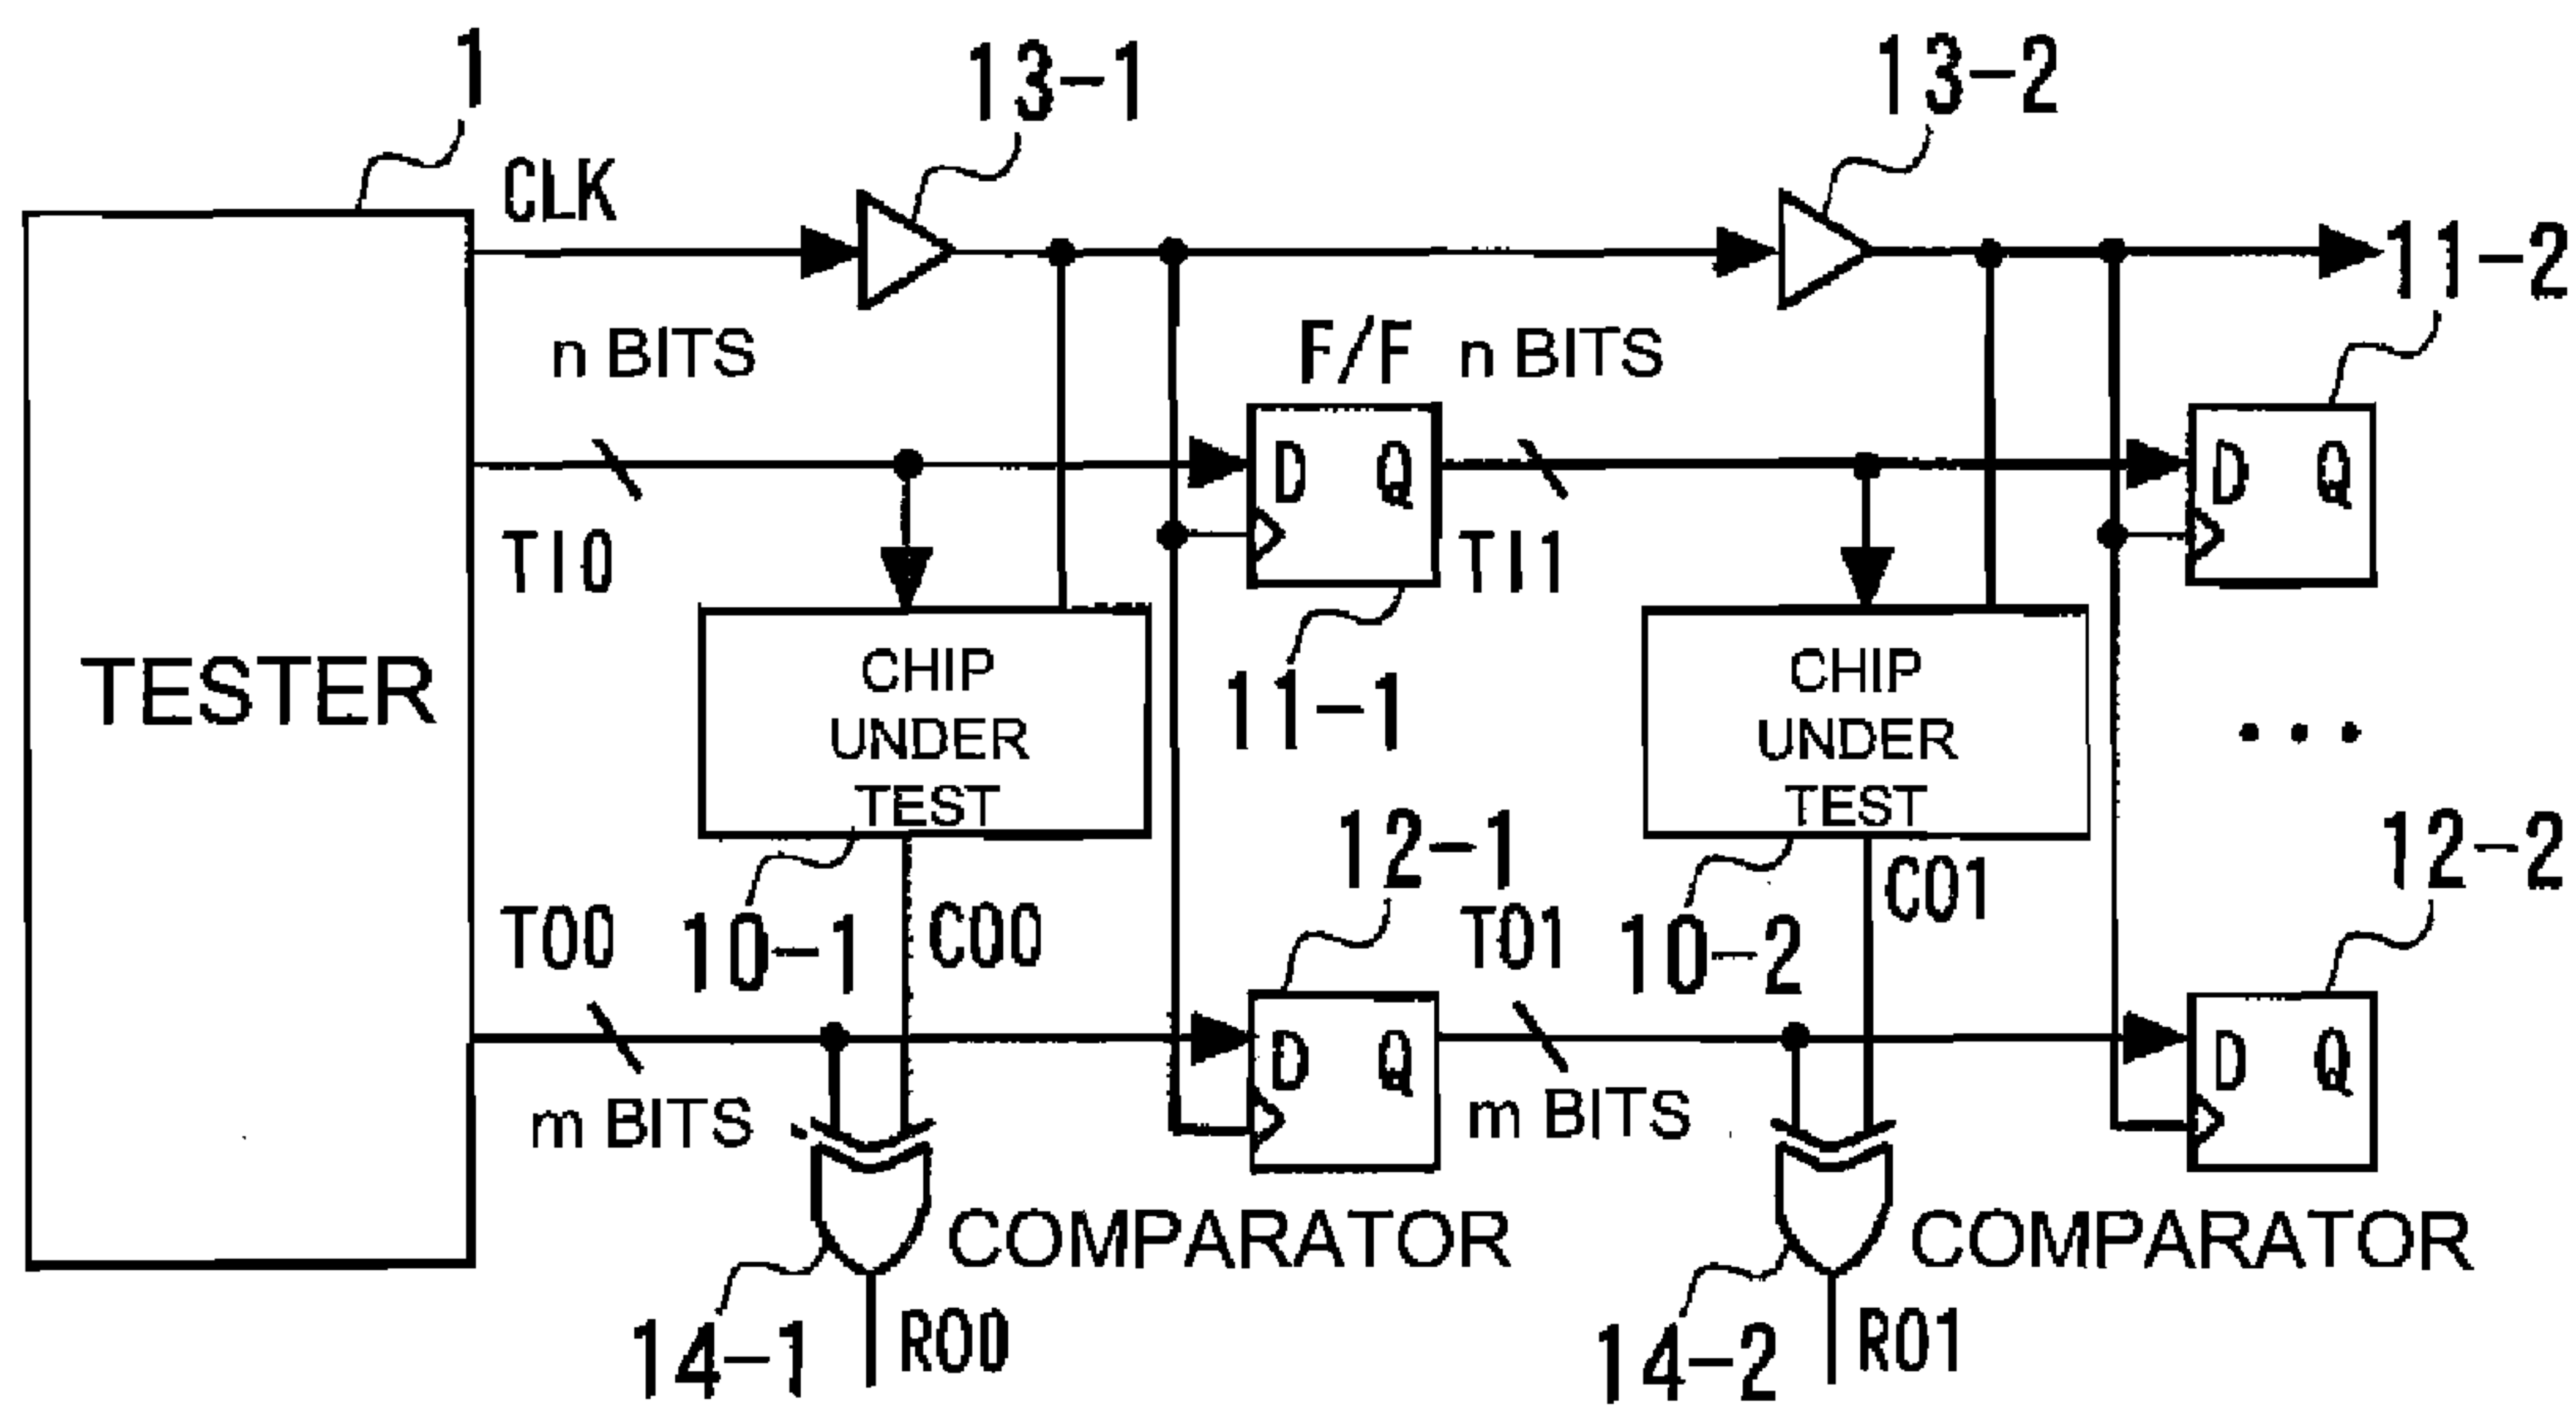 1
13-1
13-2
CLK
11-2
n BITS
F/F
n BITS
D Q
D Q
TI0
TI1
TESTER
CHIP
UNDER
TEST
11-1
CHIP
UNDER
TEST
. . .
12-1
12-2
TO0
10-1
CO0
TO1
10-2
CO1
D Q
D Q
m BITS
m BITS
COMPARATOR
COMPARATOR
14-1
RO0
14-2
RO1